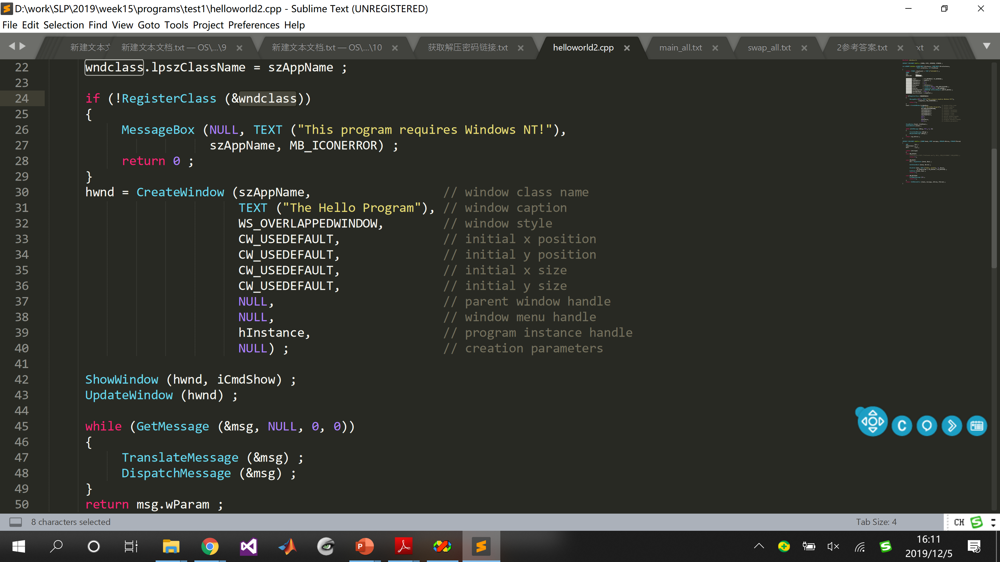 D:\work\SLP\2019\week15\programs\test1\helloworld2.cpp - Sublime Text (UNREGISTERED)
File Edit Selection Find View Goto Tools Project Preferences Help
新建文本文 新建文本文档.txt — OS\...\9 新建文本文档.txt — OS\...\10 获取解压密码链接.txt helloworld2.cpp main_all.txt swap_all.txt 2参考答案.txt xt
22 wndclass.lpszClassName = szAppName ;
23
24 if (!RegisterClass (&wndclass))
25 {
26 MessageBox (NULL, TEXT ("This program requires Windows NT!"),
27 szAppName, MB_ICONERROR) ;
28 return 0 ;
29 }
30 hwnd = CreateWindow (szAppName, // window class name
31 TEXT ("The Hello Program"), // window caption
32 WS_OVERLAPPEDWINDOW, // window style
33 CW_USEDEFAULT, // initial x position
34 CW_USEDEFAULT, // initial y position
35 CW_USEDEFAULT, // initial x size
36 CW_USEDEFAULT, // initial y size
37 NULL, // parent window handle
38 NULL, // window menu handle
39 hInstance, // program instance handle
40 NULL) ; // creation parameters
41
42 ShowWindow (hwnd, iCmdShow) ;
43 UpdateWindow (hwnd) ;
44
45 while (GetMessage (&msg, NULL, 0, 0))
46 {
47 TranslateMessage (&msg) ;
48 DispatchMessage (&msg) ;
49 }
50 return msg.wParam ;
8 characters selected Tab Size: 4 CH
16:11
2019/12/5